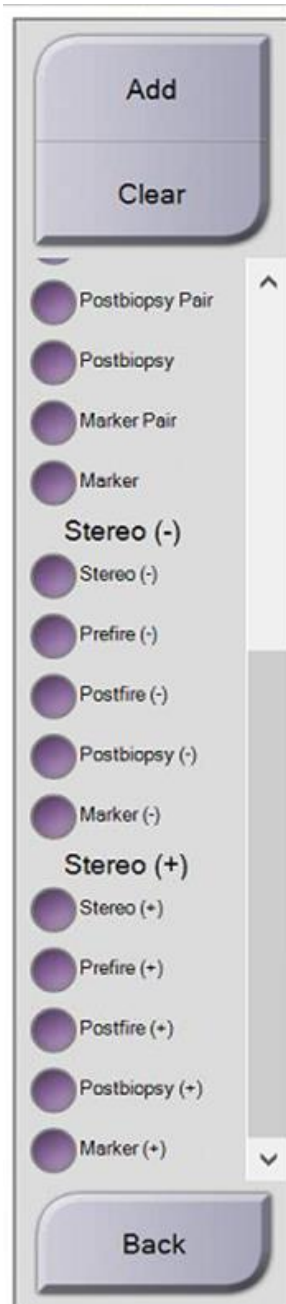 Add
Clear
Postbiopsy Pair
Postbiopsy
Marker Pair
Marker
Stereo (-)
Stereo (-)
Prefire (-)
Postfire (-)
Postbiopsy (-)
Marker (-)
Stereo (+)
Stereo (+)
Prefire (+)
Postfire (+)
Postbiopsy (+)
Marker (+)
Back